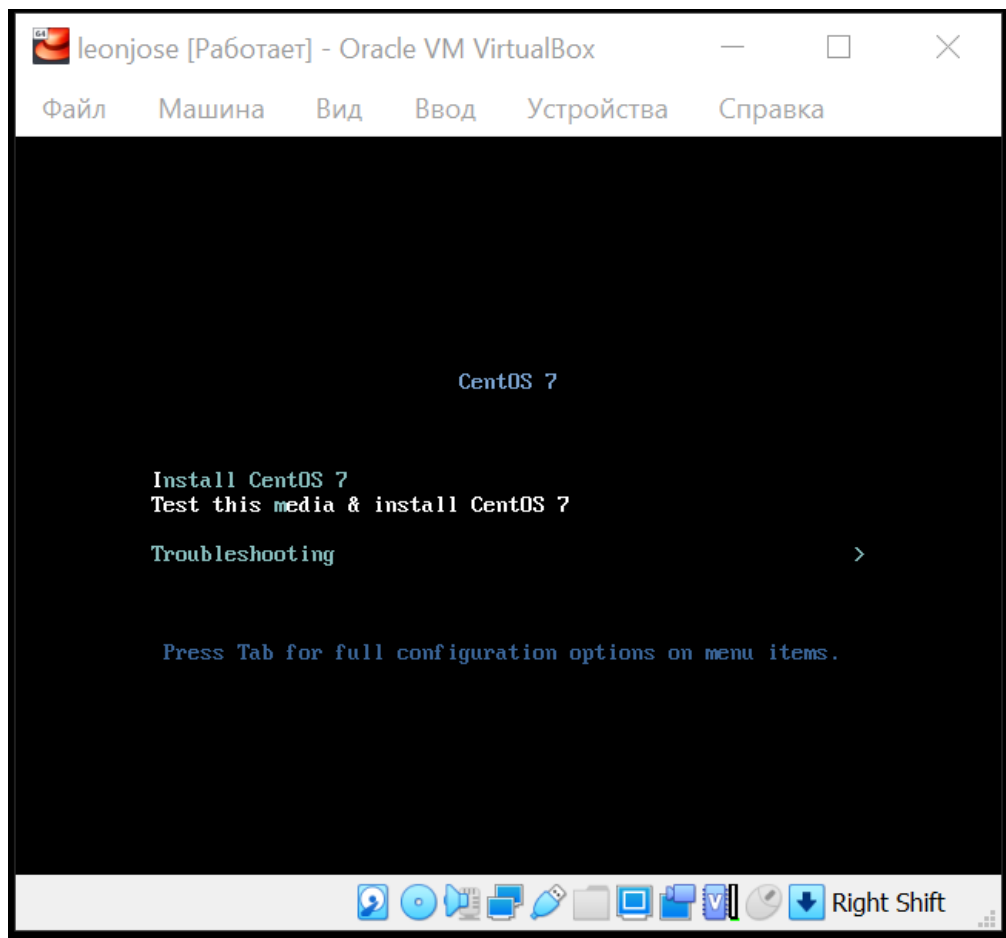 64
leonjose [Работает] - Oracle VM VirtualBox
Файл Машина Вид Ввод Устройства Справка
CentOS 7
Install CentOS 7
Test this media & install CentOS 7
Troubleshooting >
Press Tab for full configuration options on menu items.
V Right Shift